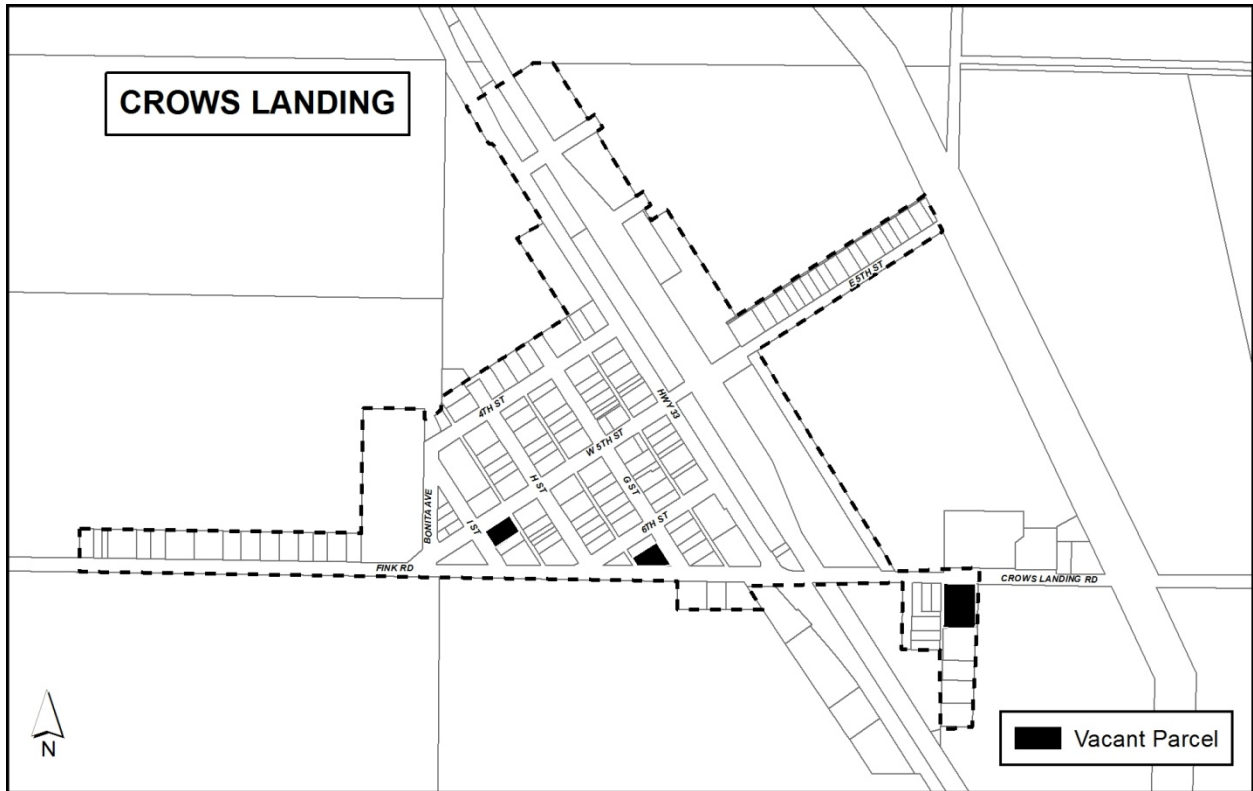 CROWS LANDING
E 5TH ST
HWY 33
4TH ST
W 5TH ST
H ST
G ST
BONITA AVE
I ST
6TH ST
FINK RD
CROWS LANDING RD
N
Vacant Parcel